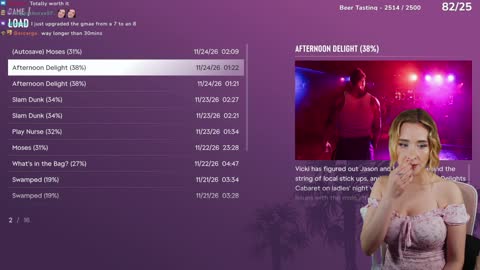 Totally worth it
GAME /
LOAD
I just upgraded the gmae from a 7 to an 8
way longer than 30mins
Beer Tasting - 2514 / 2500
82/25
(Autosave) Moses (31%) 11/24/26 02:09
Afternoon Delight (38%) 11/24/26 01:22
Afternoon Delight (38%) 11/24/26 01:21
Slam Dunk (34%) 11/23/26 02:27
Slam Dunk (34%) 11/23/26 02:21
Play Nurse (32%) 11/23/26 01:34
Moses (31%) 11/22/26 23:28
What's in the Bag? (27%) 11/22/26 04:47
Swamped (19%) 11/21/26 03:34
Swamped (19%) 11/21/26 03:28
2 / 16
AFTERNOON DELIGHT (38%)
Vicki has figured out Jason and
the
string of local stick ups, and
Delights
Cabaret on ladies' night
issues with the